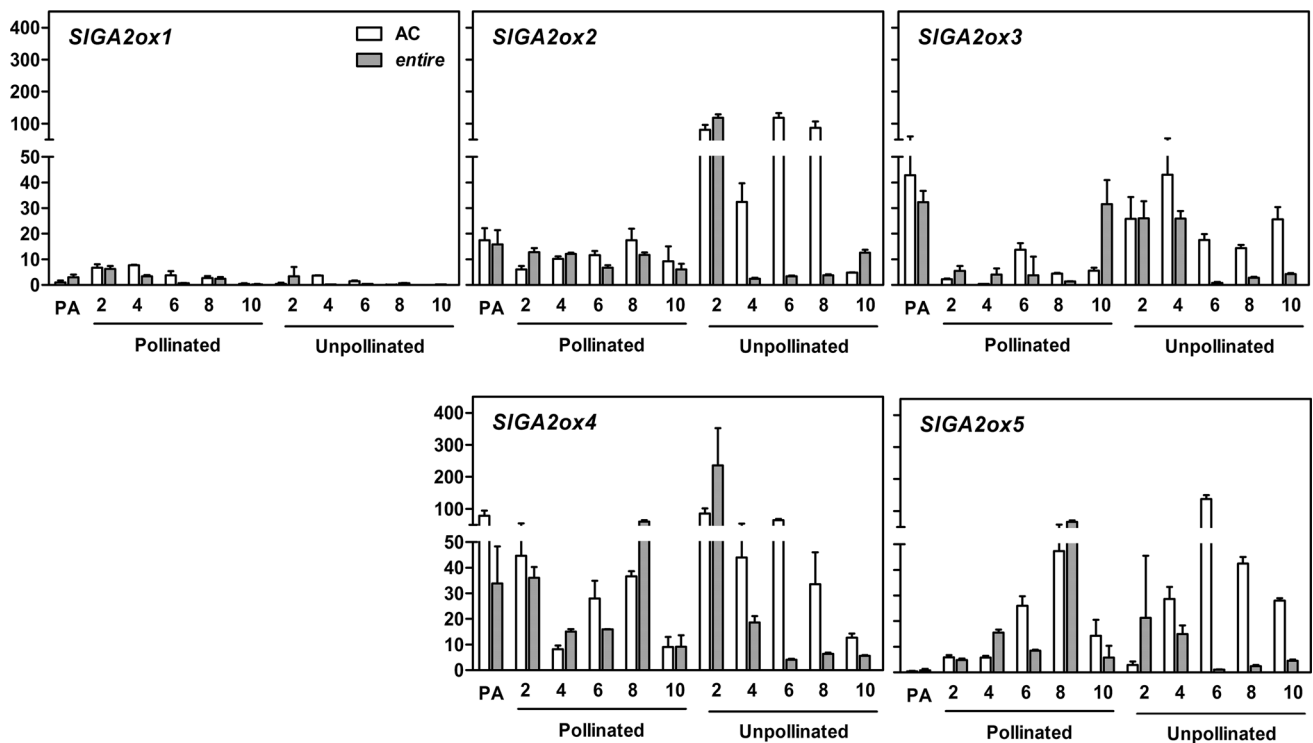 SlGA2ox1
AC
entire
400
300
200
100
50
40
30
20
10
0
PA 2 4 6 8 10 2 4 6 8 10
Pollinated Unpollinated
SlGA2ox2
PA 2 4 6 8 10 2 4 6 8 10
Pollinated Unpollinated
SlGA2ox3
PA 2 4 6 8 10 2 4 6 8 10
Pollinated Unpollinated
SlGA2ox4
400
300
200
100
50
40
30
20
10
0
PA 2 4 6 8 10 2 4 6 8 10
Pollinated Unpollinated
SlGA2ox5
PA 2 4 6 8 10 2 4 6 8 10
Pollinated Unpollinated